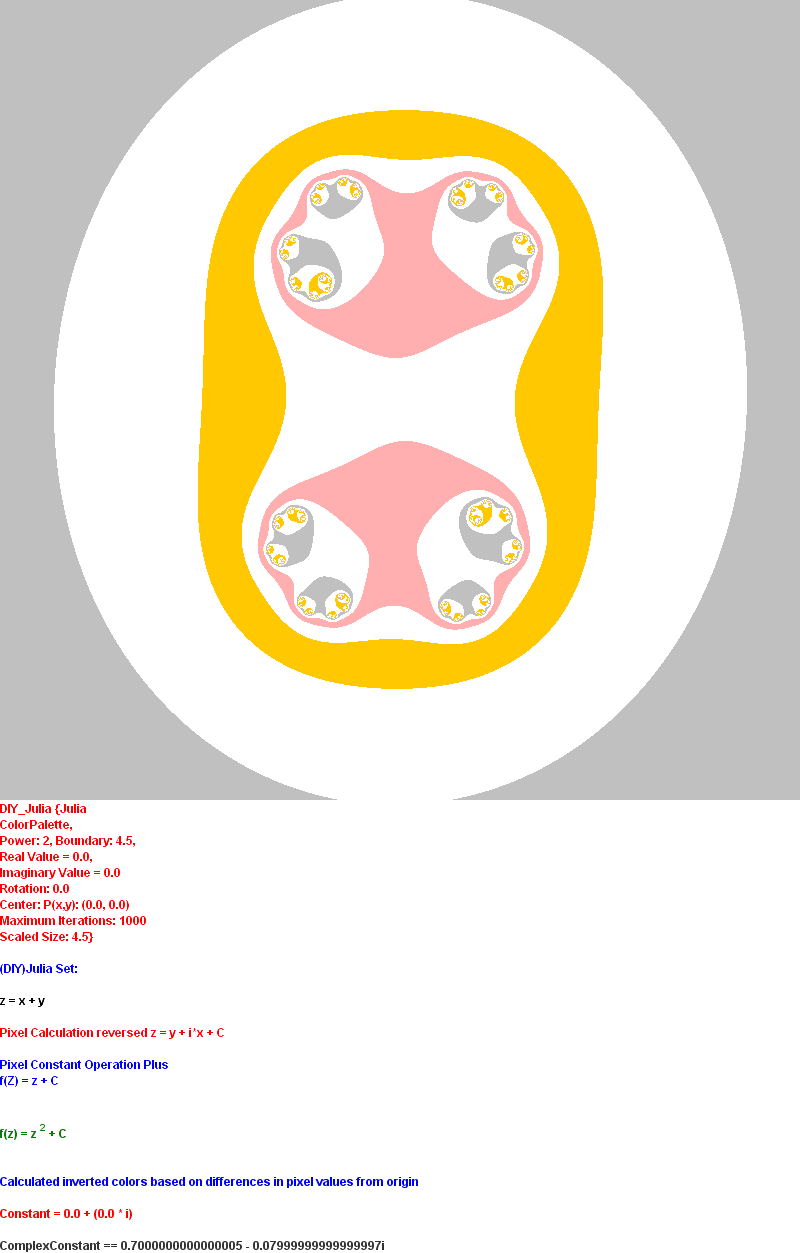 DIY_Julia {Julia
ColorPalette,
Power: 2, Boundary: 4.5,
Real Value = 0.0,
Imaginary Value = 0.0
Rotation: 0.0
Center: P(x,y): (0.0, 0.0)
Maximum Iterations: 1000
Scaled Size: 4.5}
(DIY)Julia Set:
z = x + y
Pixel Calculation reversed z = y + i*x + C
Pixel Constant Operation Plus
f(Z) = z + C
f(z) = z 2 + C
Calculated inverted colors based on differences in pixel values from origin
Constant = 0.0 + (0.0 * i)
ComplexConstant == 0.7000000000000005 - 0.07999999999999997i